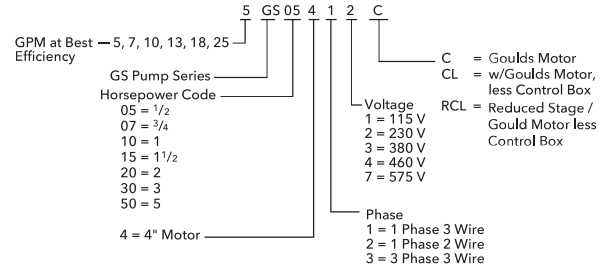 5 GS 05 4 1 2 C
GPM at Best — 5, 7, 10, 13, 18, 25
Efficiency
GS Pump Series
Horsepower Code
05 = 1/2
07 = 3/4
10 = 1
15 = 1 1/2
20 = 2
30 = 3
50 = 5
4 = 4" Motor
Phase
1 = 1 Phase 3 Wire
2 = 1 Phase 2 Wire
3 = 3 Phase 3 Wire
Voltage
1 = 115 V
2 = 230 V
3 = 380 V
4 = 460 V
7 = 575 V
C = Goulds Motor
CL = w/Goulds Motor,
less Control Box
RCL = Reduced Stage /
Gould Motor less
Control Box